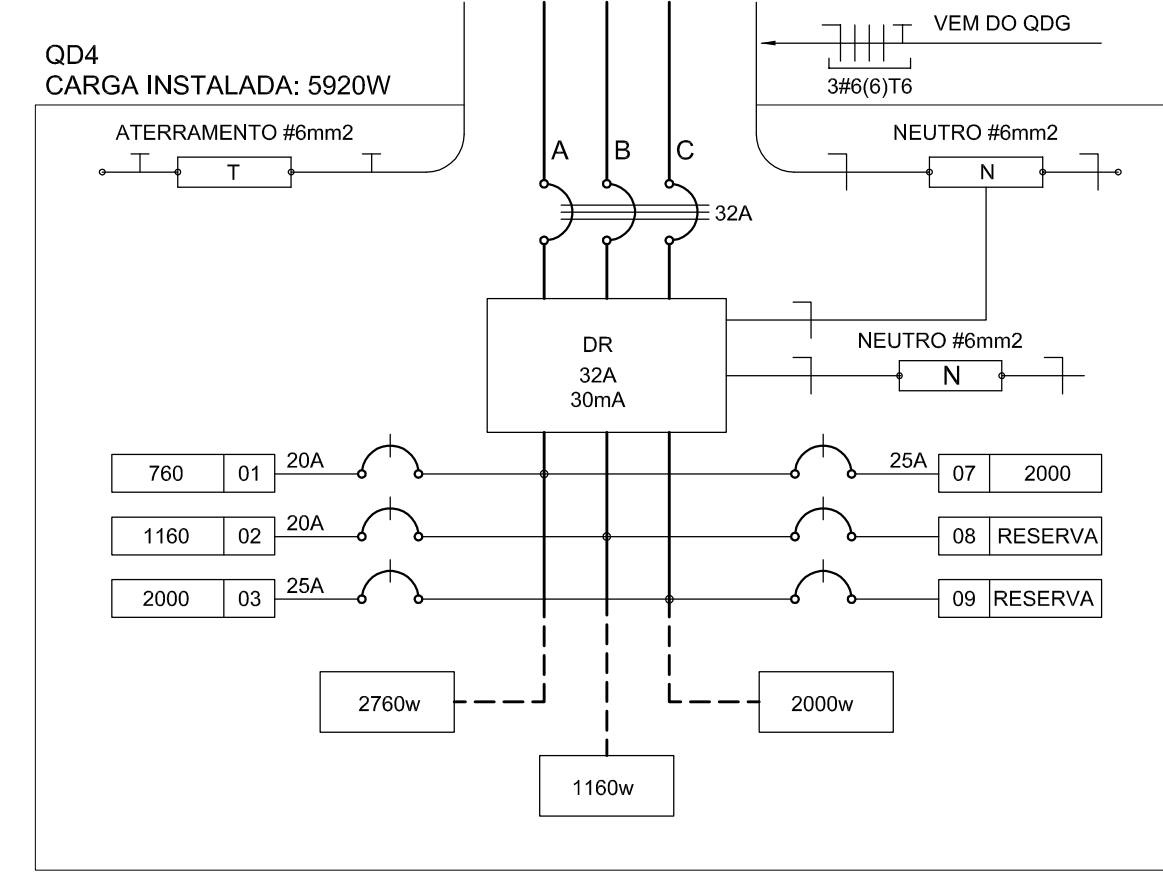 VEM DO QDG
QD4
CARGA INSTALADA: 5920W
3#6(6)T6
ATERRAMENTO #6mm2
NEUTRO #6mm2
A
B
C
T
N
32A
DR
32A
30mA
NEUTRO #6mm2
N
760
01
20A
25A
07
2000
1160
02
20A
08
RESERVA
2000
03
25A
09
RESERVA
2760w
2000w
1160w